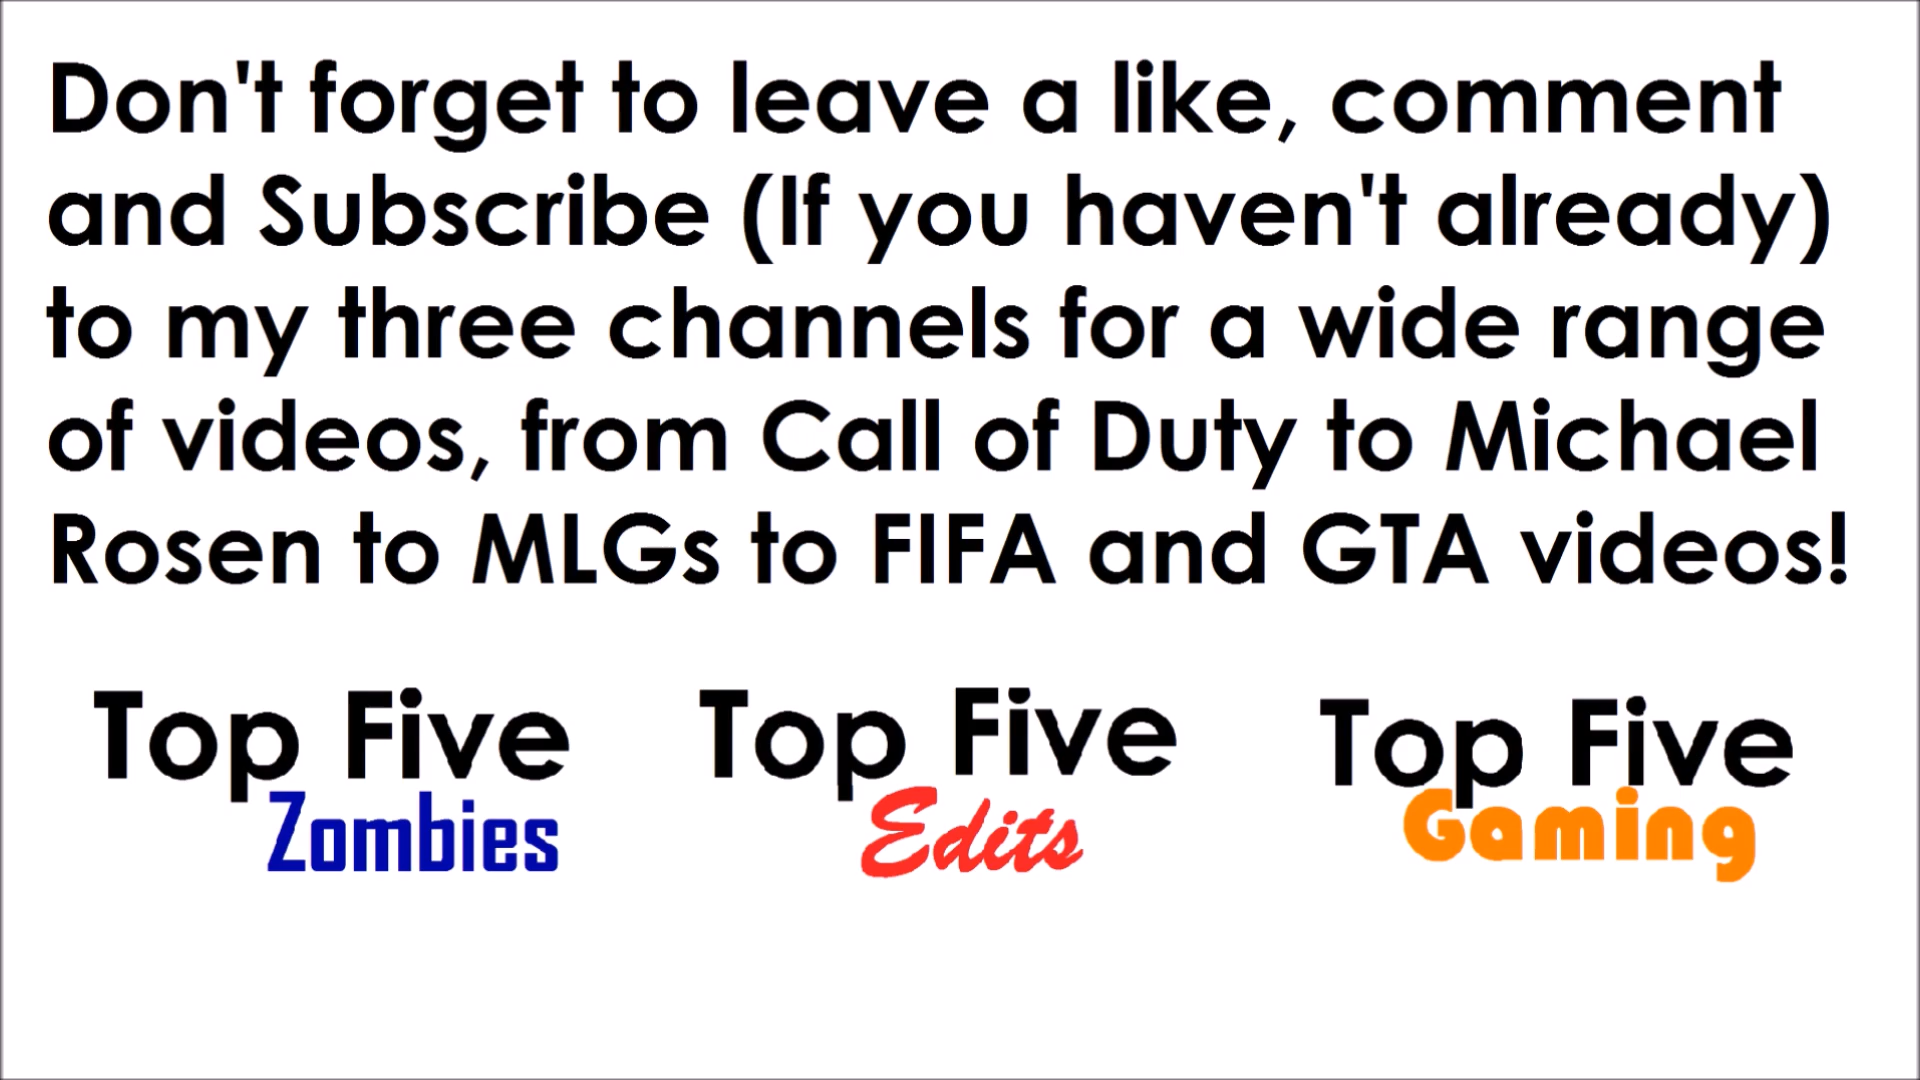 Don't forget to leave a like, comment
and Subscribe (If you haven't already)
to my three channels for a wide range
of videos, from Call of Duty to Michael
Rosen to MLGs to FIFA and GTA videos!
Top Five
Zombies
Top Five
Edits
Top Five
Gaming